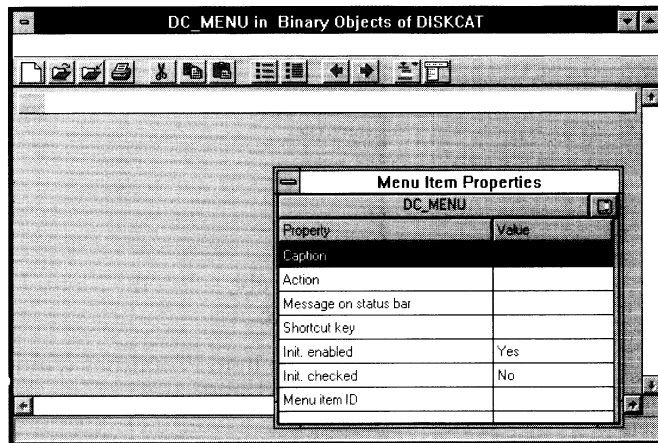 DC_MENU in Binary Objects of DISKCAT
Menu Item Properties
DC_MENU
Property Value
Caption
Action
Message on status bar
Shortcut key
Init. enabled Yes
Init. checked No
Menu item ID